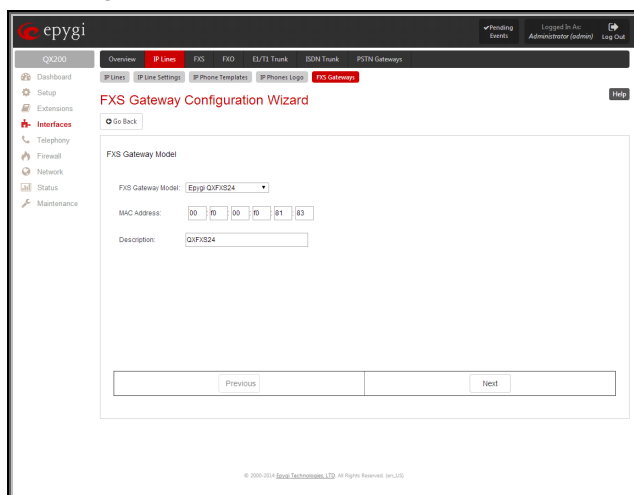 epygi
Pending Events
Logged In As:
Administrator (admin)
Log Out
QX200
Dashboard
Setup
Extensions
Interfaces
Telephony
Firewall
Network
Status
Maintenance
Overview IP Lines FXS FXO E1/T1 Trunk ISDN Trunk PSTN Gateways
IP Lines IP Line Settings IP Phone Templates IP Phones Logo FXS Gateways
FXS Gateway Configuration Wizard
Help
Go Back
FXS Gateway Model
FXS Gateway Model: Epygi QXFXS24
MAC Address: 00 : f0 : 00 : f0 : 81 : 83
Description: QXFXS24
Previous Next
© 2000-2014 Epygi Technologies, LTD. All Rights Reserved. (en_US)